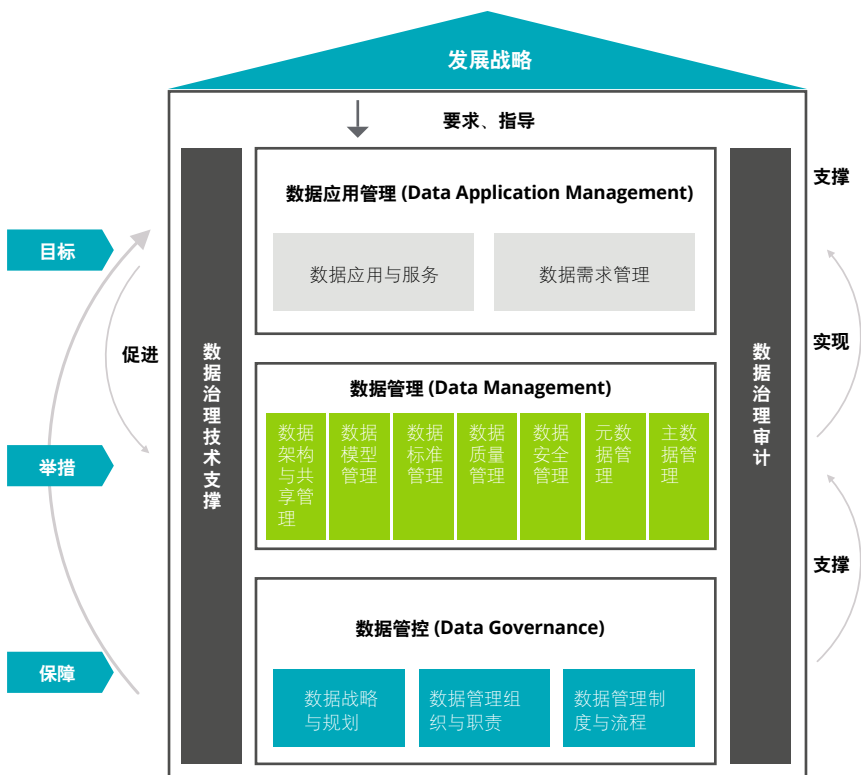 发展战略
要求、指导
支撑
数据应用管理 (Data Application Management)
目标
数据应用与服务
数据需求管理
促进
实现
数据治理技术支撑
数据治理审计
数据管理 (Data Management)
举措
数据
架构
与共
享管
理
数据
模型
管理
数据
标准
管理
数据
质量
管理
数据
安全
管理
元数
据管
理
主数
据管
理
支撑
数据管控 (Data Governance)
保障
数据战略
与规划
数据管理组
织与职责
数据管理制
度与流程